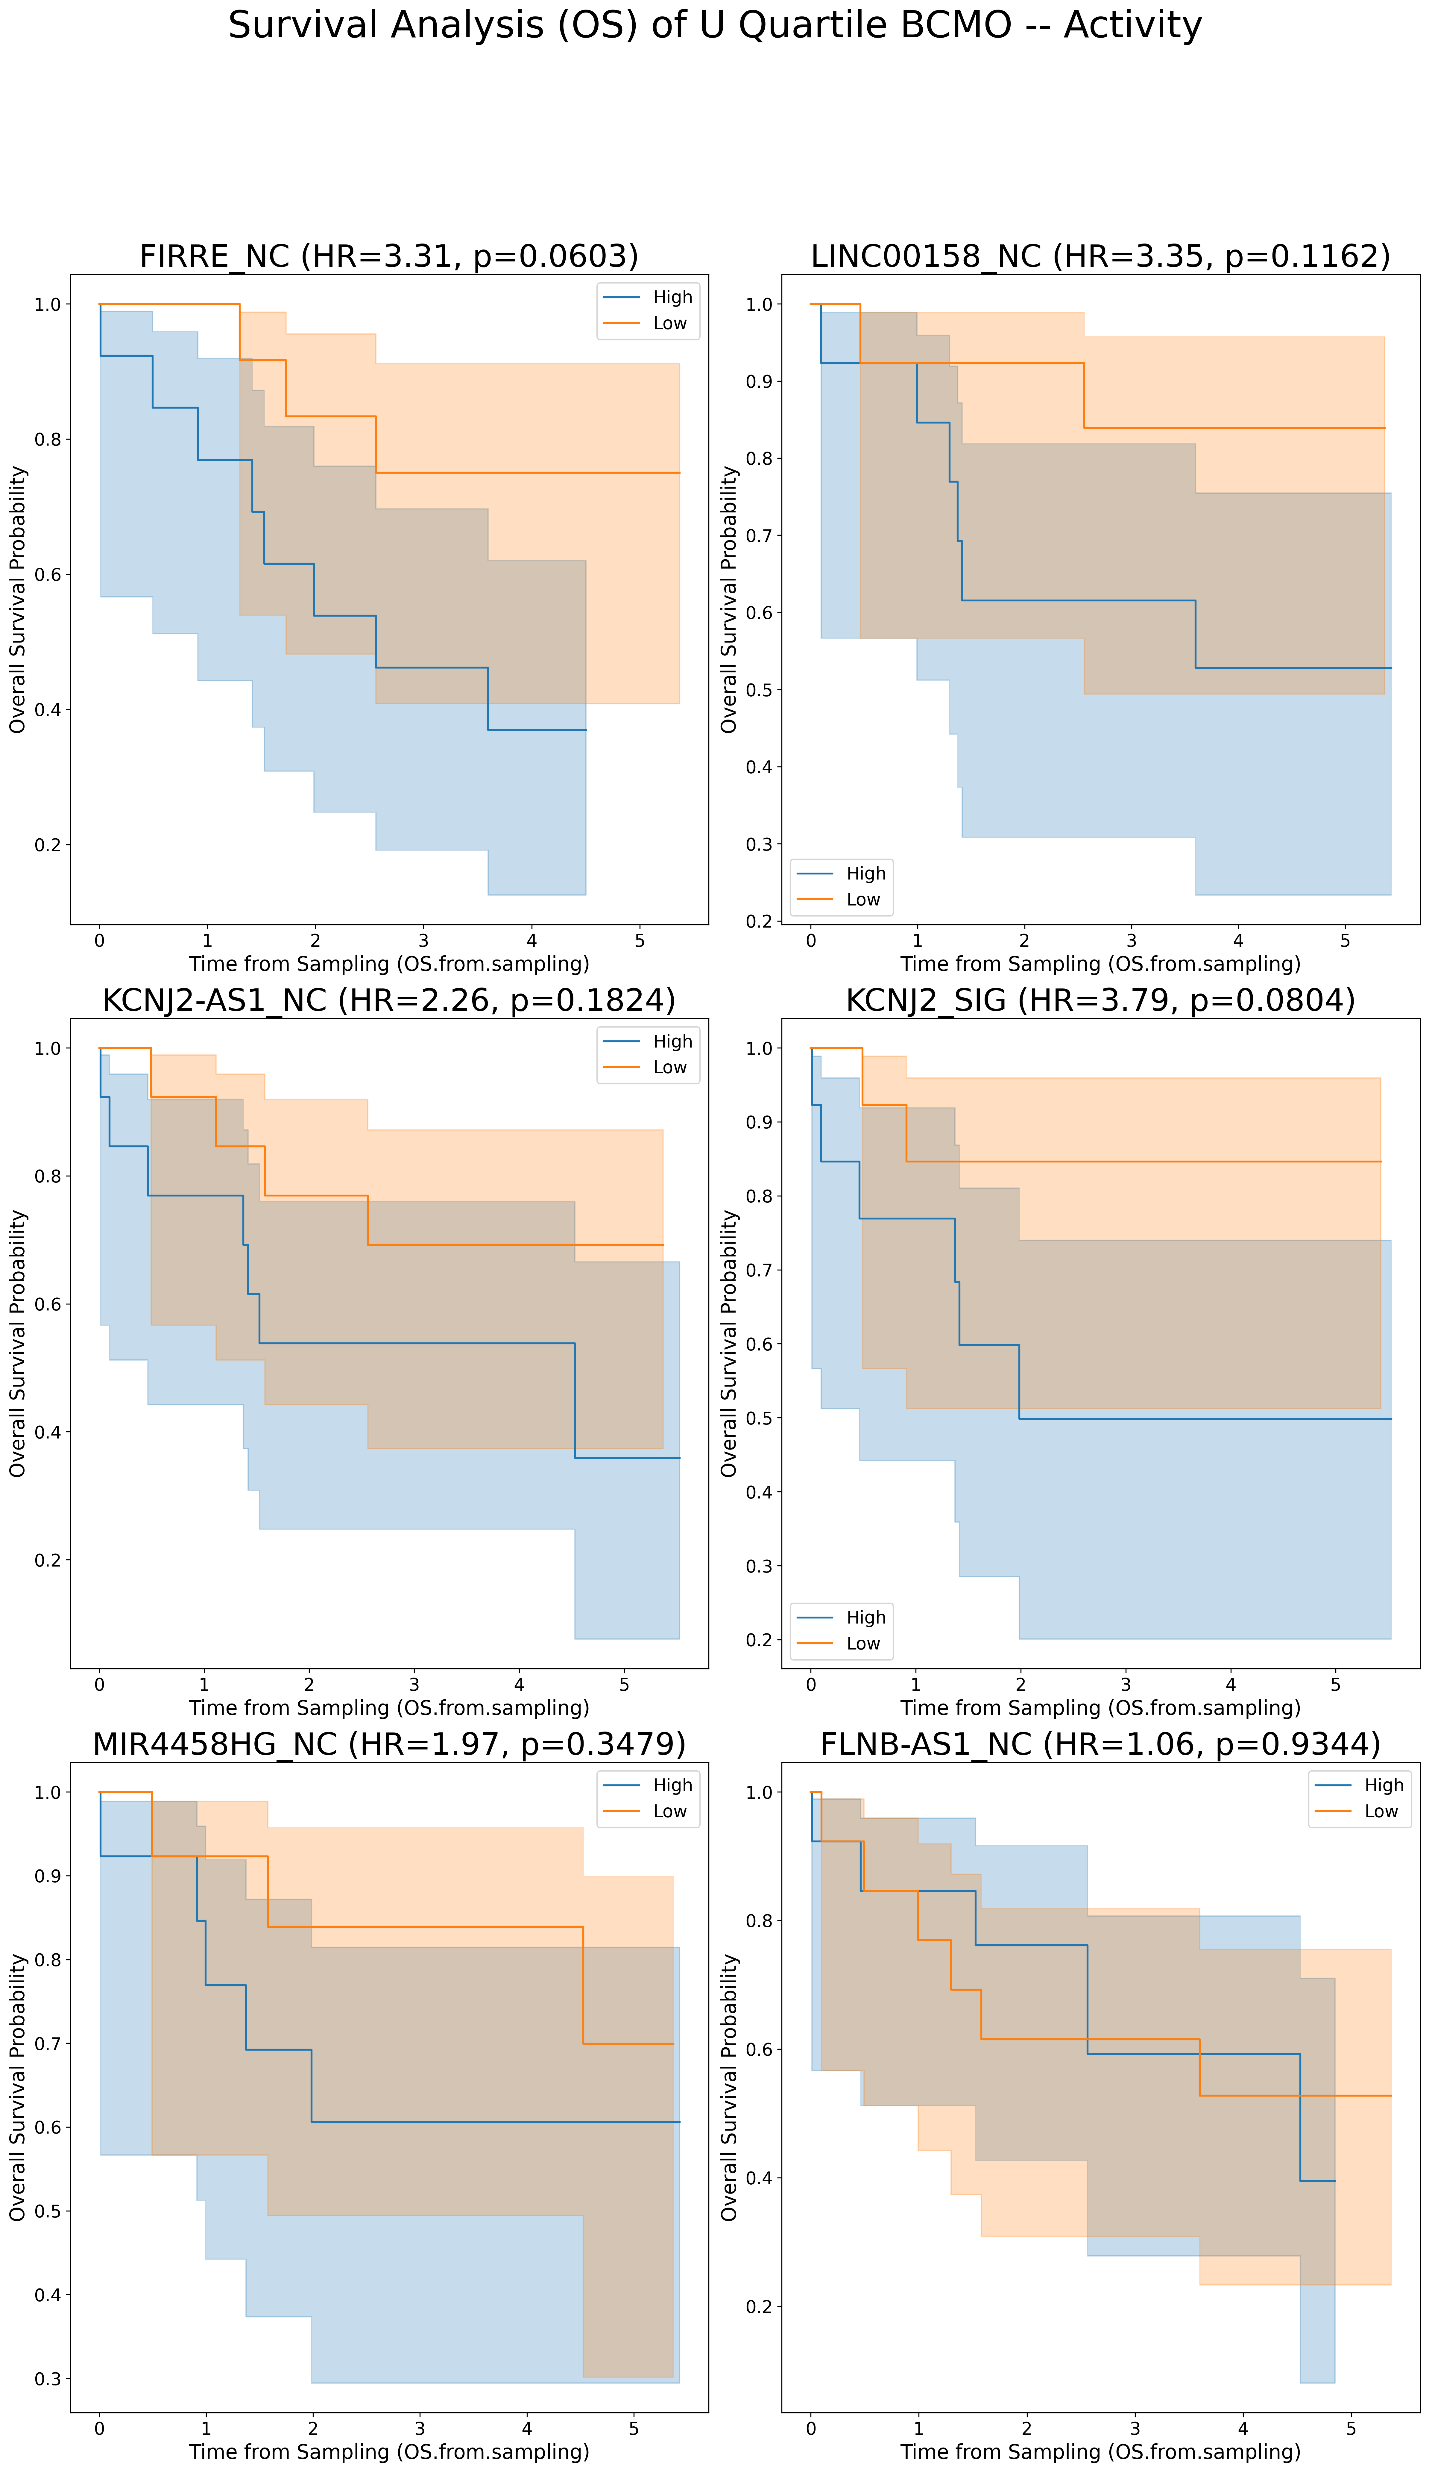 Survival Analysis (OS) of U Quartile BCMO -- Activity
FIRRE_NC (HR=3.31, p=0.0603)
High
Low
1.0
0.8
0.6
0.4
0.2
Overall Survival Probability
0 1 2 3 4 5
Time from Sampling (OS.from.sampling)
LINC00158_NC (HR=3.35, p=0.1162)
1.0
0.9
0.8
0.7
0.6
0.5
0.4
0.3
0.2
Overall Survival Probability
High
Low
0 1 2 3 4 5
Time from Sampling (OS.from.sampling)
KCNJ2-AS1_NC (HR=2.26, p=0.1824)
High
Low
1.0
0.8
0.6
0.4
0.2
Overall Survival Probability
0 1 2 3 4 5
Time from Sampling (OS.from.sampling)
KCNJ2_SIG (HR=3.79, p=0.0804)
1.0
0.9
0.8
0.7
0.6
0.5
0.4
0.3
0.2
Overall Survival Probability
High
Low
0 1 2 3 4 5
Time from Sampling (OS.from.sampling)
MIR4458HG_NC (HR=1.97, p=0.3479)
High
Low
1.0
0.9
0.8
0.7
0.6
0.5
0.4
0.3
Overall Survival Probability
0 1 2 3 4 5
Time from Sampling (OS.from.sampling)
FLNB-AS1_NC (HR=1.06, p=0.9344)
High
Low
1.0
0.8
0.6
0.4
0.2
Overall Survival Probability
0 1 2 3 4 5
Time from Sampling (OS.from.sampling)